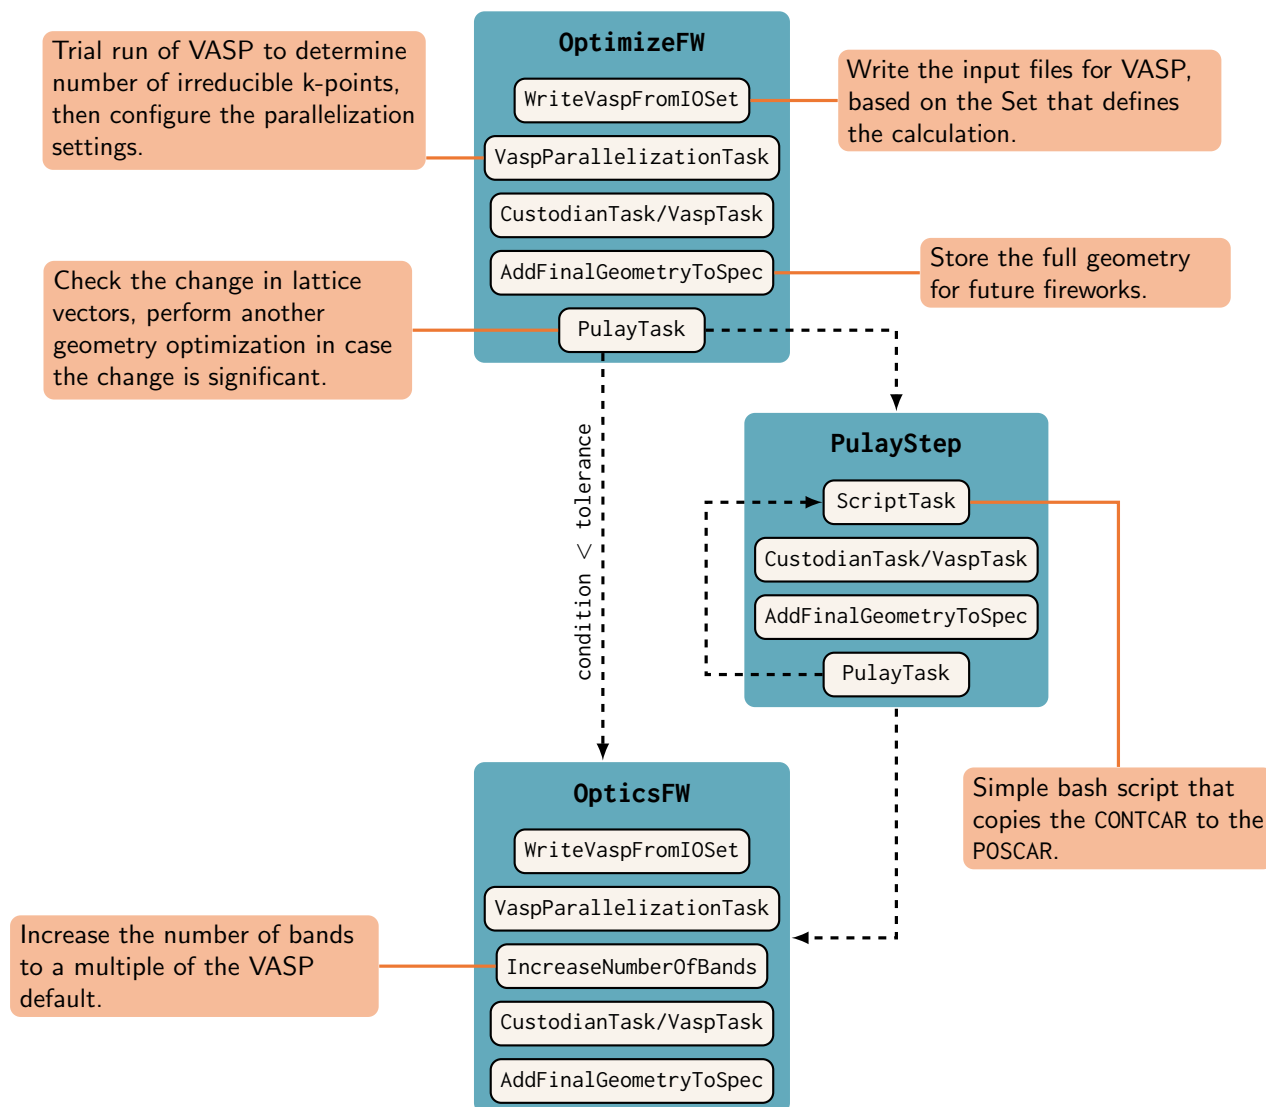 OptimizeFW
Trial run of VASP to determine
number of irreducible k-points,
then configure the parallelization
settings.
WriteVaspFromIOSet
Write the input files for VASP,
based on the Set that defines
the calculation.
VaspParallelizationTask
CustodianTask/VaspTask
AddFinalGeometryToSpec
Store the full geometry
for future fireworks.
Check the change in lattice
vectors, perform another
geometry optimization in case
the change is significant.
PulayTask
condition < tolerance
PulayStep
ScriptTask
CustodianTask/VaspTask
AddFinalGeometryToSpec
PulayTask
Simple bash script that
copies the CONTCAR to the
POSCAR.
OpticsFW
WriteVaspFromIOSet
VaspParallelizationTask
Increase the number of bands
to a multiple of the VASP
default.
IncreaseNumberOfBands
CustodianTask/VaspTask
AddFinalGeometryToSpec